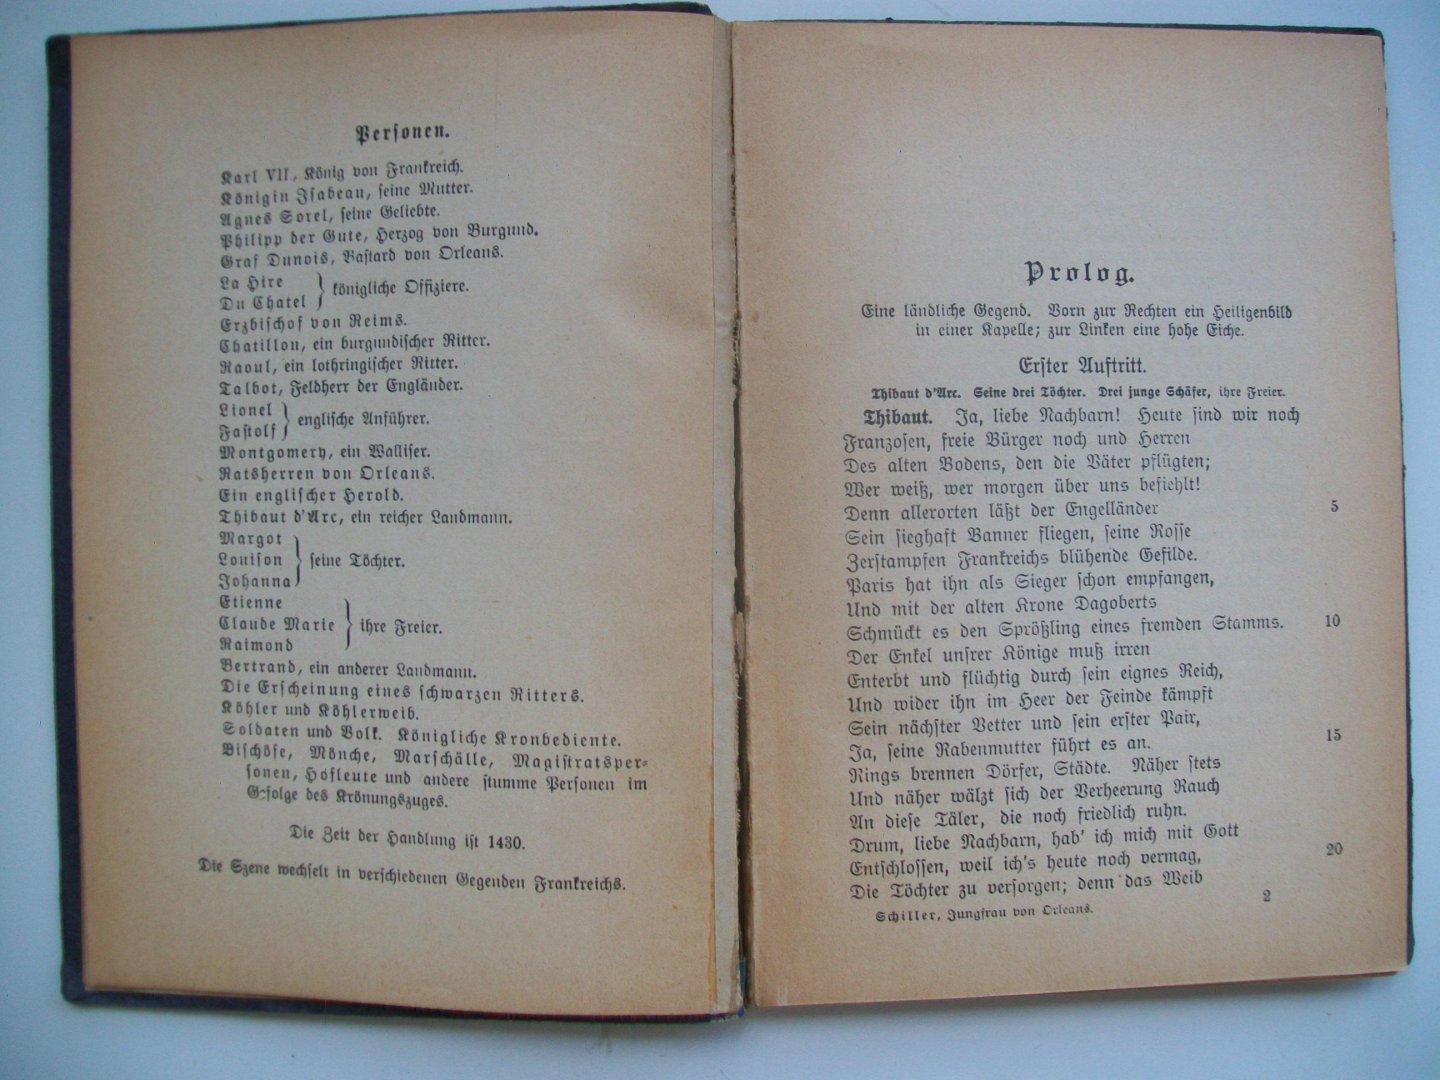 Personen.
Karl VII., König von Frankreich.
Königin Isabeau, seine Mutter.
Agnes Sorel, seine Geliebte.
Philipp der Gute, Herzog von Burgund.
Graf Dunois, Bastard von Orleans.
La Hire
Du Chatel } königliche Offiziere.
Erzbischof von Reims.
Chatillon, ein burgundischer Ritter.
Raoul, ein lothringischer Ritter.
Talbot, Feldherr der Engländer.
Lionel
Fastolf } englische Anführer.
Montgomery, ein Walliser.
Ratsherren von Orleans.
Ein englischer Herold.
Thibaut d'Arc, ein reicher Landmann.
Margot
Louison } seine Töchter.
Johanna
Etienne
Claude Marie } ihre Freier.
Raimond
Bertrand, ein anderer Landmann.
Die Erscheinung eines schwarzen Ritters.
Köhler und Köhlerweib.
Soldaten und Volk. Königliche Kronbediente.
Bischöfe, Mönche, Marschälle, Magistratsper-
sonen, Hofleute und andere stumme Personen im
Gefolge des Krönungszuges.
Die Zeit der Handlung ist 1430.
Die Szene wechselt in verschiedenen Gegenden Frankreichs.
Prolog.
Eine ländliche Gegend. Vorn zur Rechten ein Heiligenbild
in einer Kapelle; zur Linken eine hohe Eiche.
Erster Auftritt.
Thibaut d'Arc. Seine drei Töchter. Drei junge Schäfer, ihre Freier.
Thibaut. Ja, liebe Nachbarn! Heute sind wir noch
Franzosen, freie Bürger noch und Herren
Des alten Bodens, den die Väter pflügten;
Wer weiß, wer morgen über uns befiehlt!
Denn allerorten läßt der Engelländer 5
Sein sieghaft Banner fliegen, seine Rosse
Zerstampfen Frankreichs blühende Gefilde.
Paris hat ihn als Sieger schon empfangen,
Und mit der alten Krone Dagoberts
Schmückt es den Sprößling eines fremden Stamms. 10
Der Enkel unsrer Könige muß irren
Enterbt und flüchtig durch sein eignes Reich,
Und wider ihn im Heer der Feinde kämpft
Sein nächster Vetter und sein erster Pair,
Ja, seine Rabenmutter führt es an. 15
Rings brennen Dörfer, Städte. Näher stets
Und näher wälzt sich der Verheerung Rauch
An diese Täler, die noch friedlich ruhn.
Drum, liebe Nachbarn, hab' ich mich mit Gott
Entschlossen, weil ich's heute noch vermag, 20
Die Töchter zu versorgen; denn das Weib
Schiller, Jungfrau von Orleans. 2